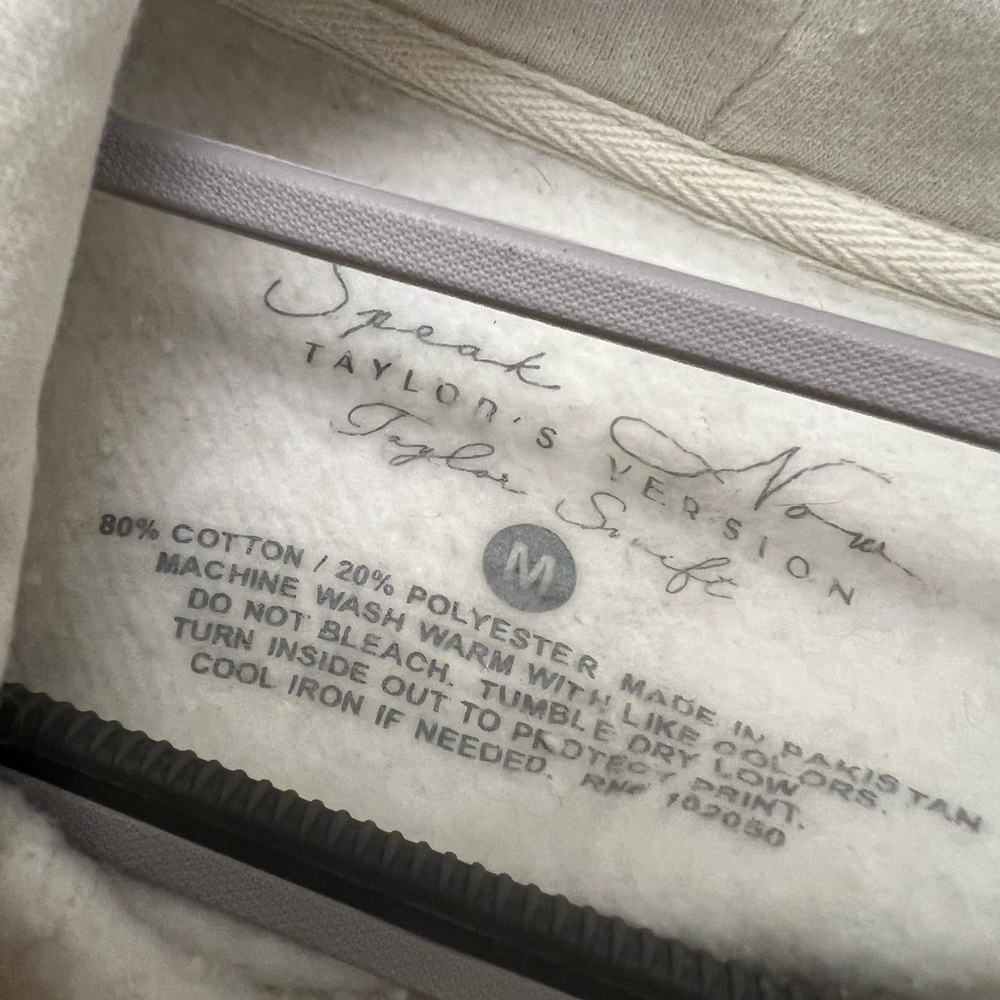 Speak Now
TAYLOR'S VERSION
Taylor Swift
M
80% COTTON / 20% POLYESTER MADE IN PAKISTAN
MACHINE WASH WARM WITH LIKE COLORS.
DO NOT BLEACH. TUMBLE DRY LOW
TURN INSIDE OUT TO PROTECT PRINT.
COOL IRON IF NEEDED. RN# 102050